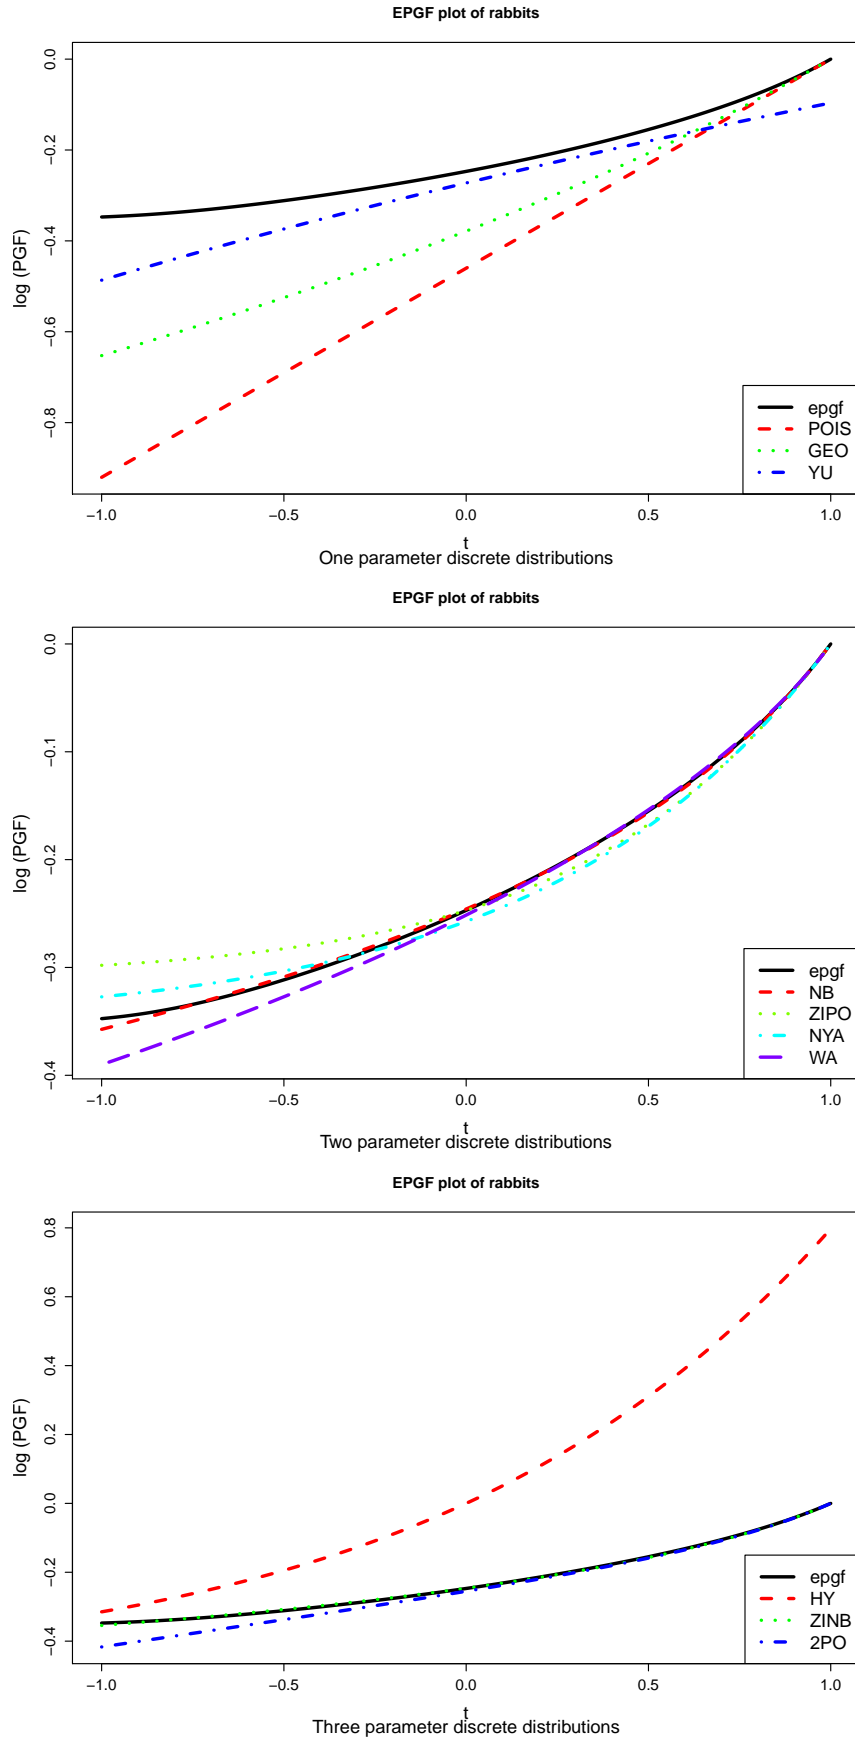 EPGF plot of rabbits
0.0
−0.2
−0.4
−0.6
−0.8
log (PGF)
epgf
POIS
GEO
YU
−1.0 −0.5 0.0 0.5 1.0
t
One parameter discrete distributions
EPGF plot of rabbits
0.0
−0.1
−0.2
−0.3
−0.4
log (PGF)
epgf
NB
ZIPO
NYA
WA
−1.0 −0.5 0.0 0.5 1.0
t
Two parameter discrete distributions
EPGF plot of rabbits
0.8
0.6
0.4
0.2
0.0
−0.2
−0.4
log (PGF)
epgf
HY
ZINB
2PO
−1.0 −0.5 0.0 0.5 1.0
t
Three parameter discrete distributions